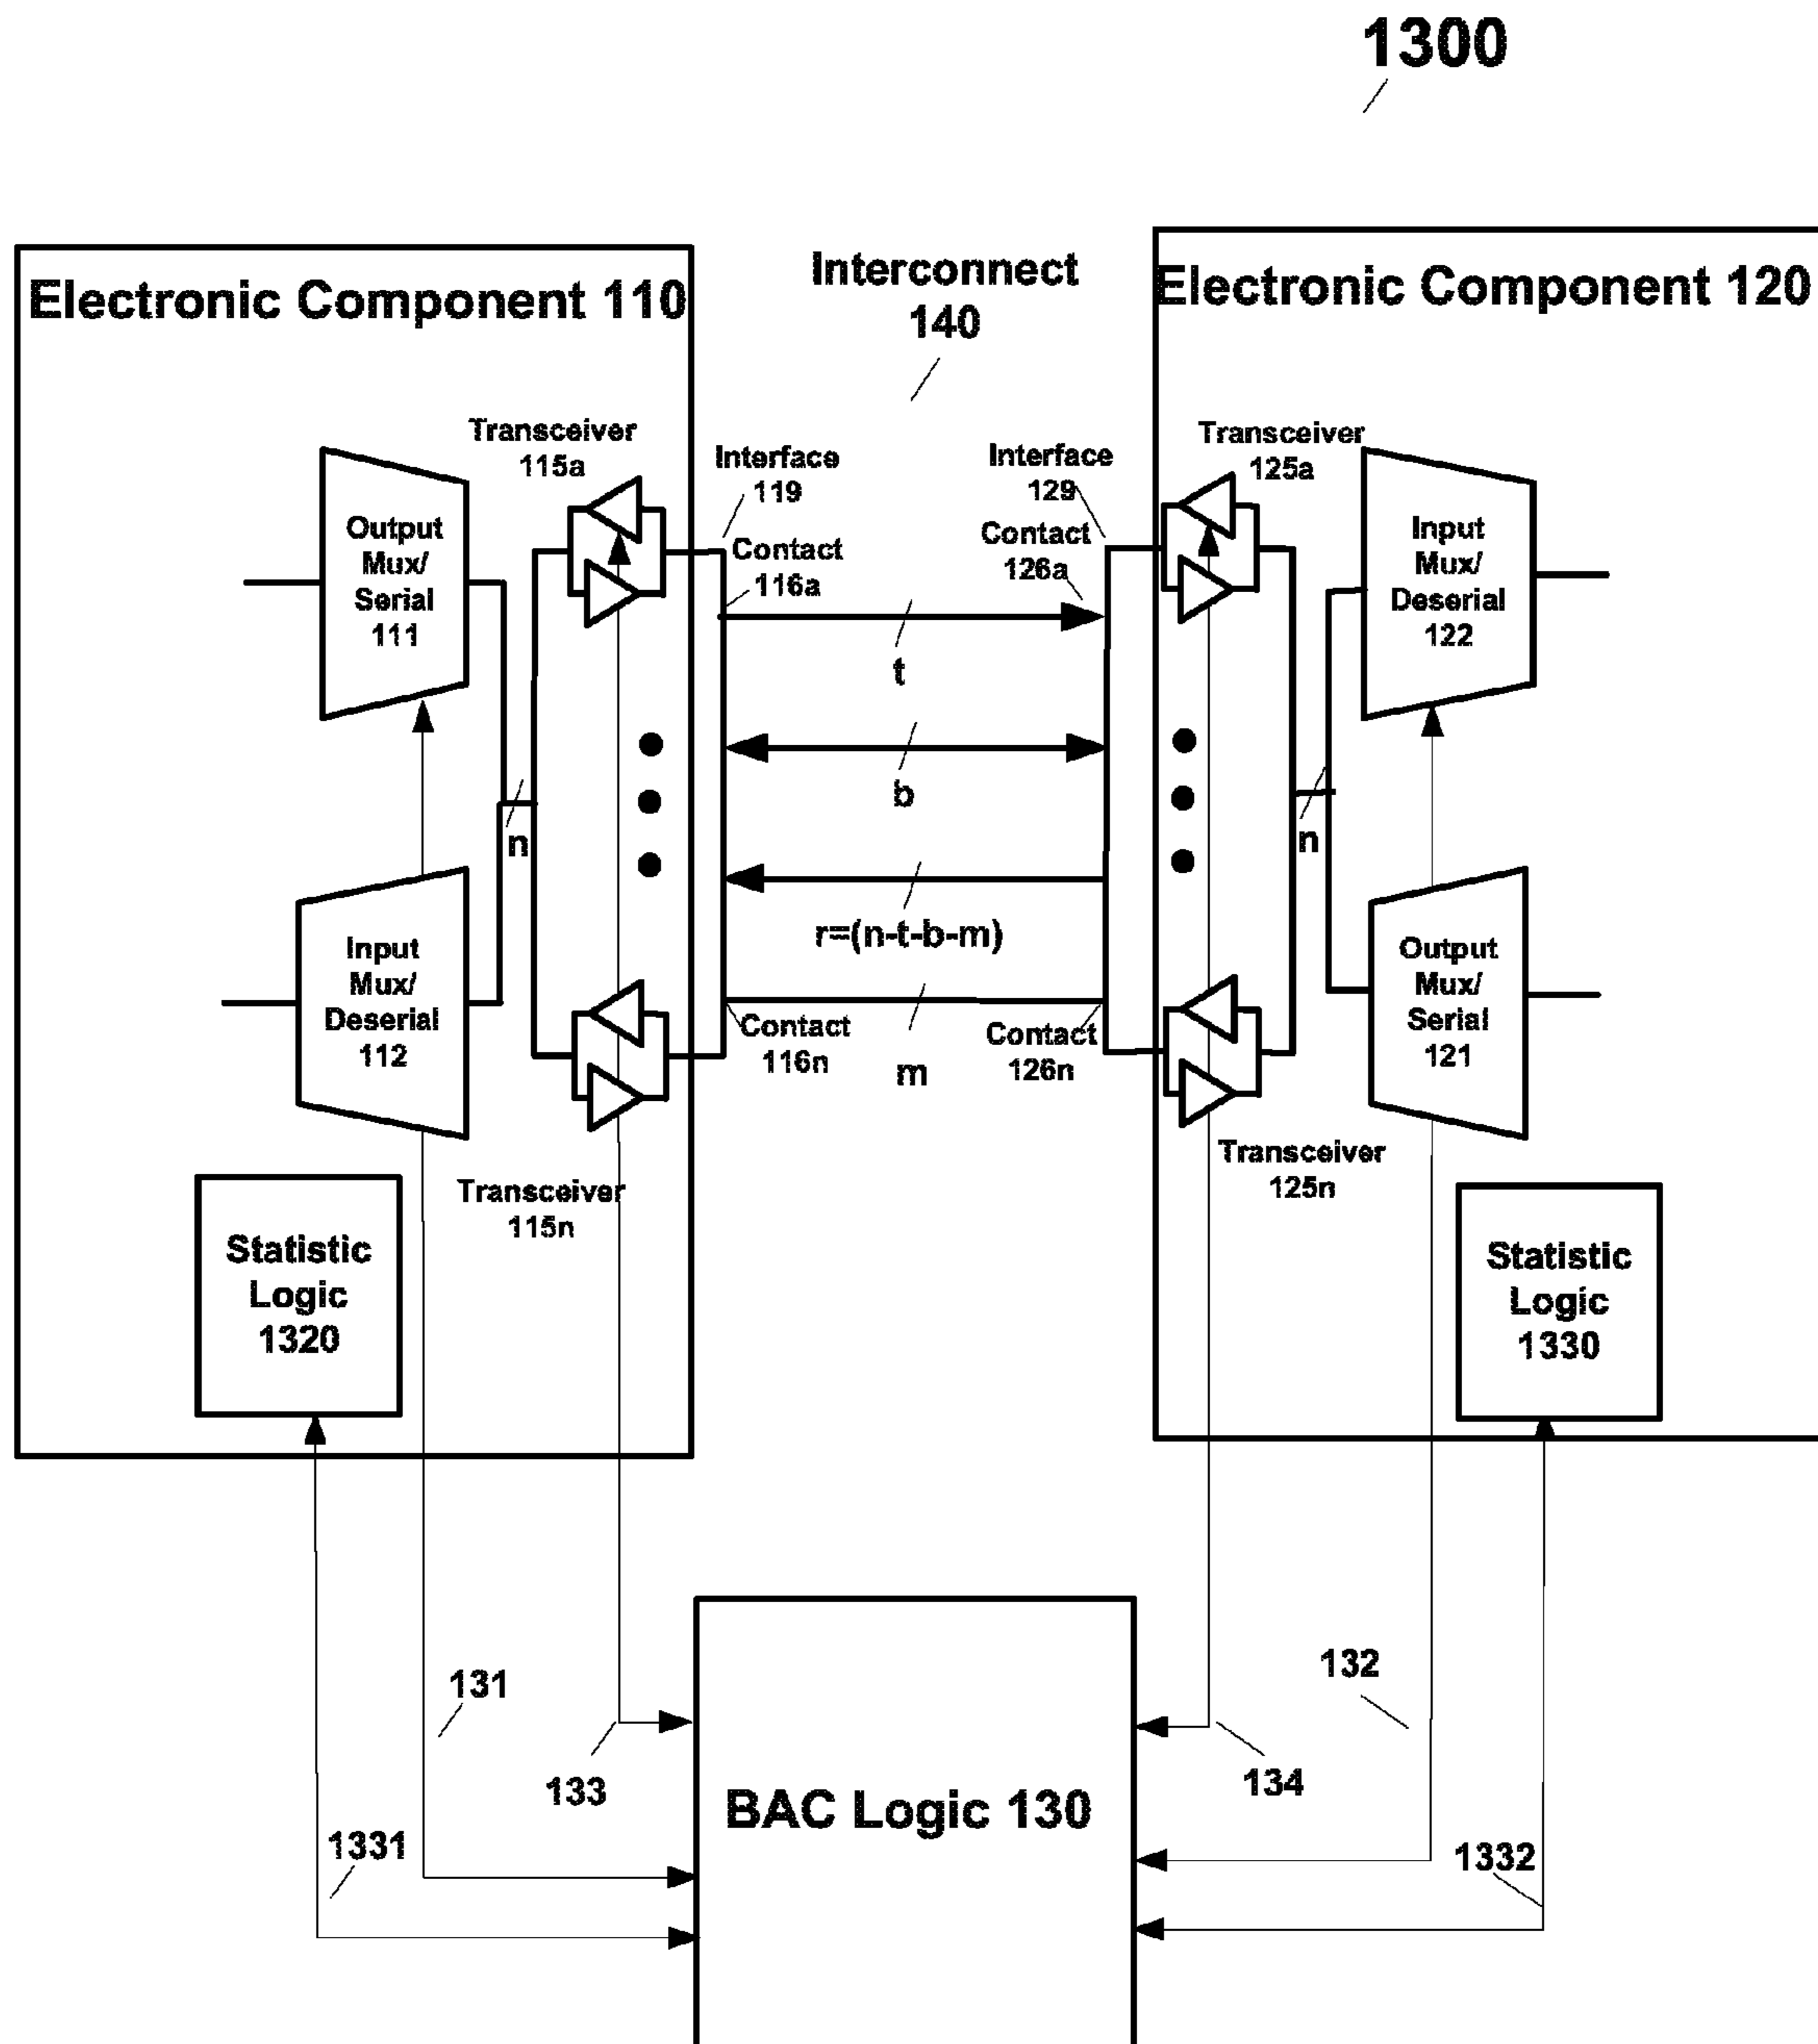 1300
Electronic Component 110
Interconnect
140
Electronic Component 120
Transceiver
115a
Interface
119
Interface
129
Transceiver
125a
Output
Mux/
Serial
111
Contact
116a
Contact
126a
Input
Mux/
Deserial
122
t
b
n
n
r=(n-t-b-m)
Input
Mux/
Deserial
112
Contact
116n
m
Contact
126n
Output
Mux/
Serial
121
Transceiver
115n
Transceiver
125n
Statistic
Logic
1320
Statistic
Logic
1330
131
132
133
134
BAC Logic 130
1331
1332